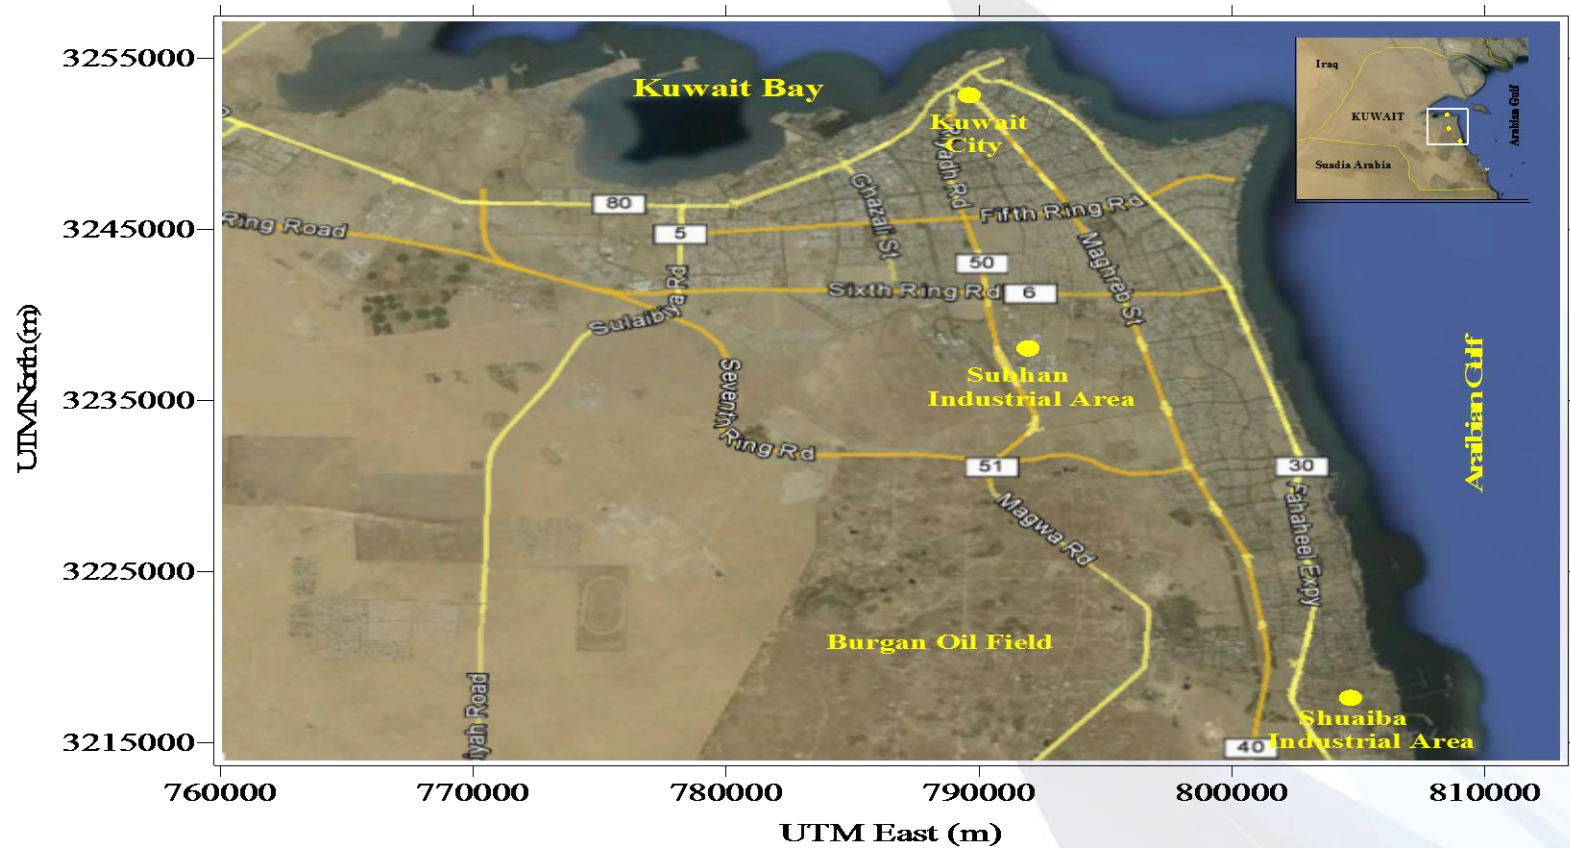 3255000
3245000
3235000
3225000
3215000
UTM North (m)
760000
770000
780000
790000
800000
810000
UTM East (m)
Kuwait Bay
Kuwait
City
Iraq
KUWAIT
Suadia Arabia
Arabian Gulf
Riyadh Rd
Ghazali St
Fifth Ring Rd
Ring Road
80
5
50
Maghreb St
Sixth Ring Rd
6
Sulaibiya Rd
Subhan
Industrial Area
Seventh
Ring Rd
51
30
Magwa Rd
Fahaheel Expy
Araibian Gulf
Burgan Oil Field
iyah Road
Shuaiba
Industrial Area
40